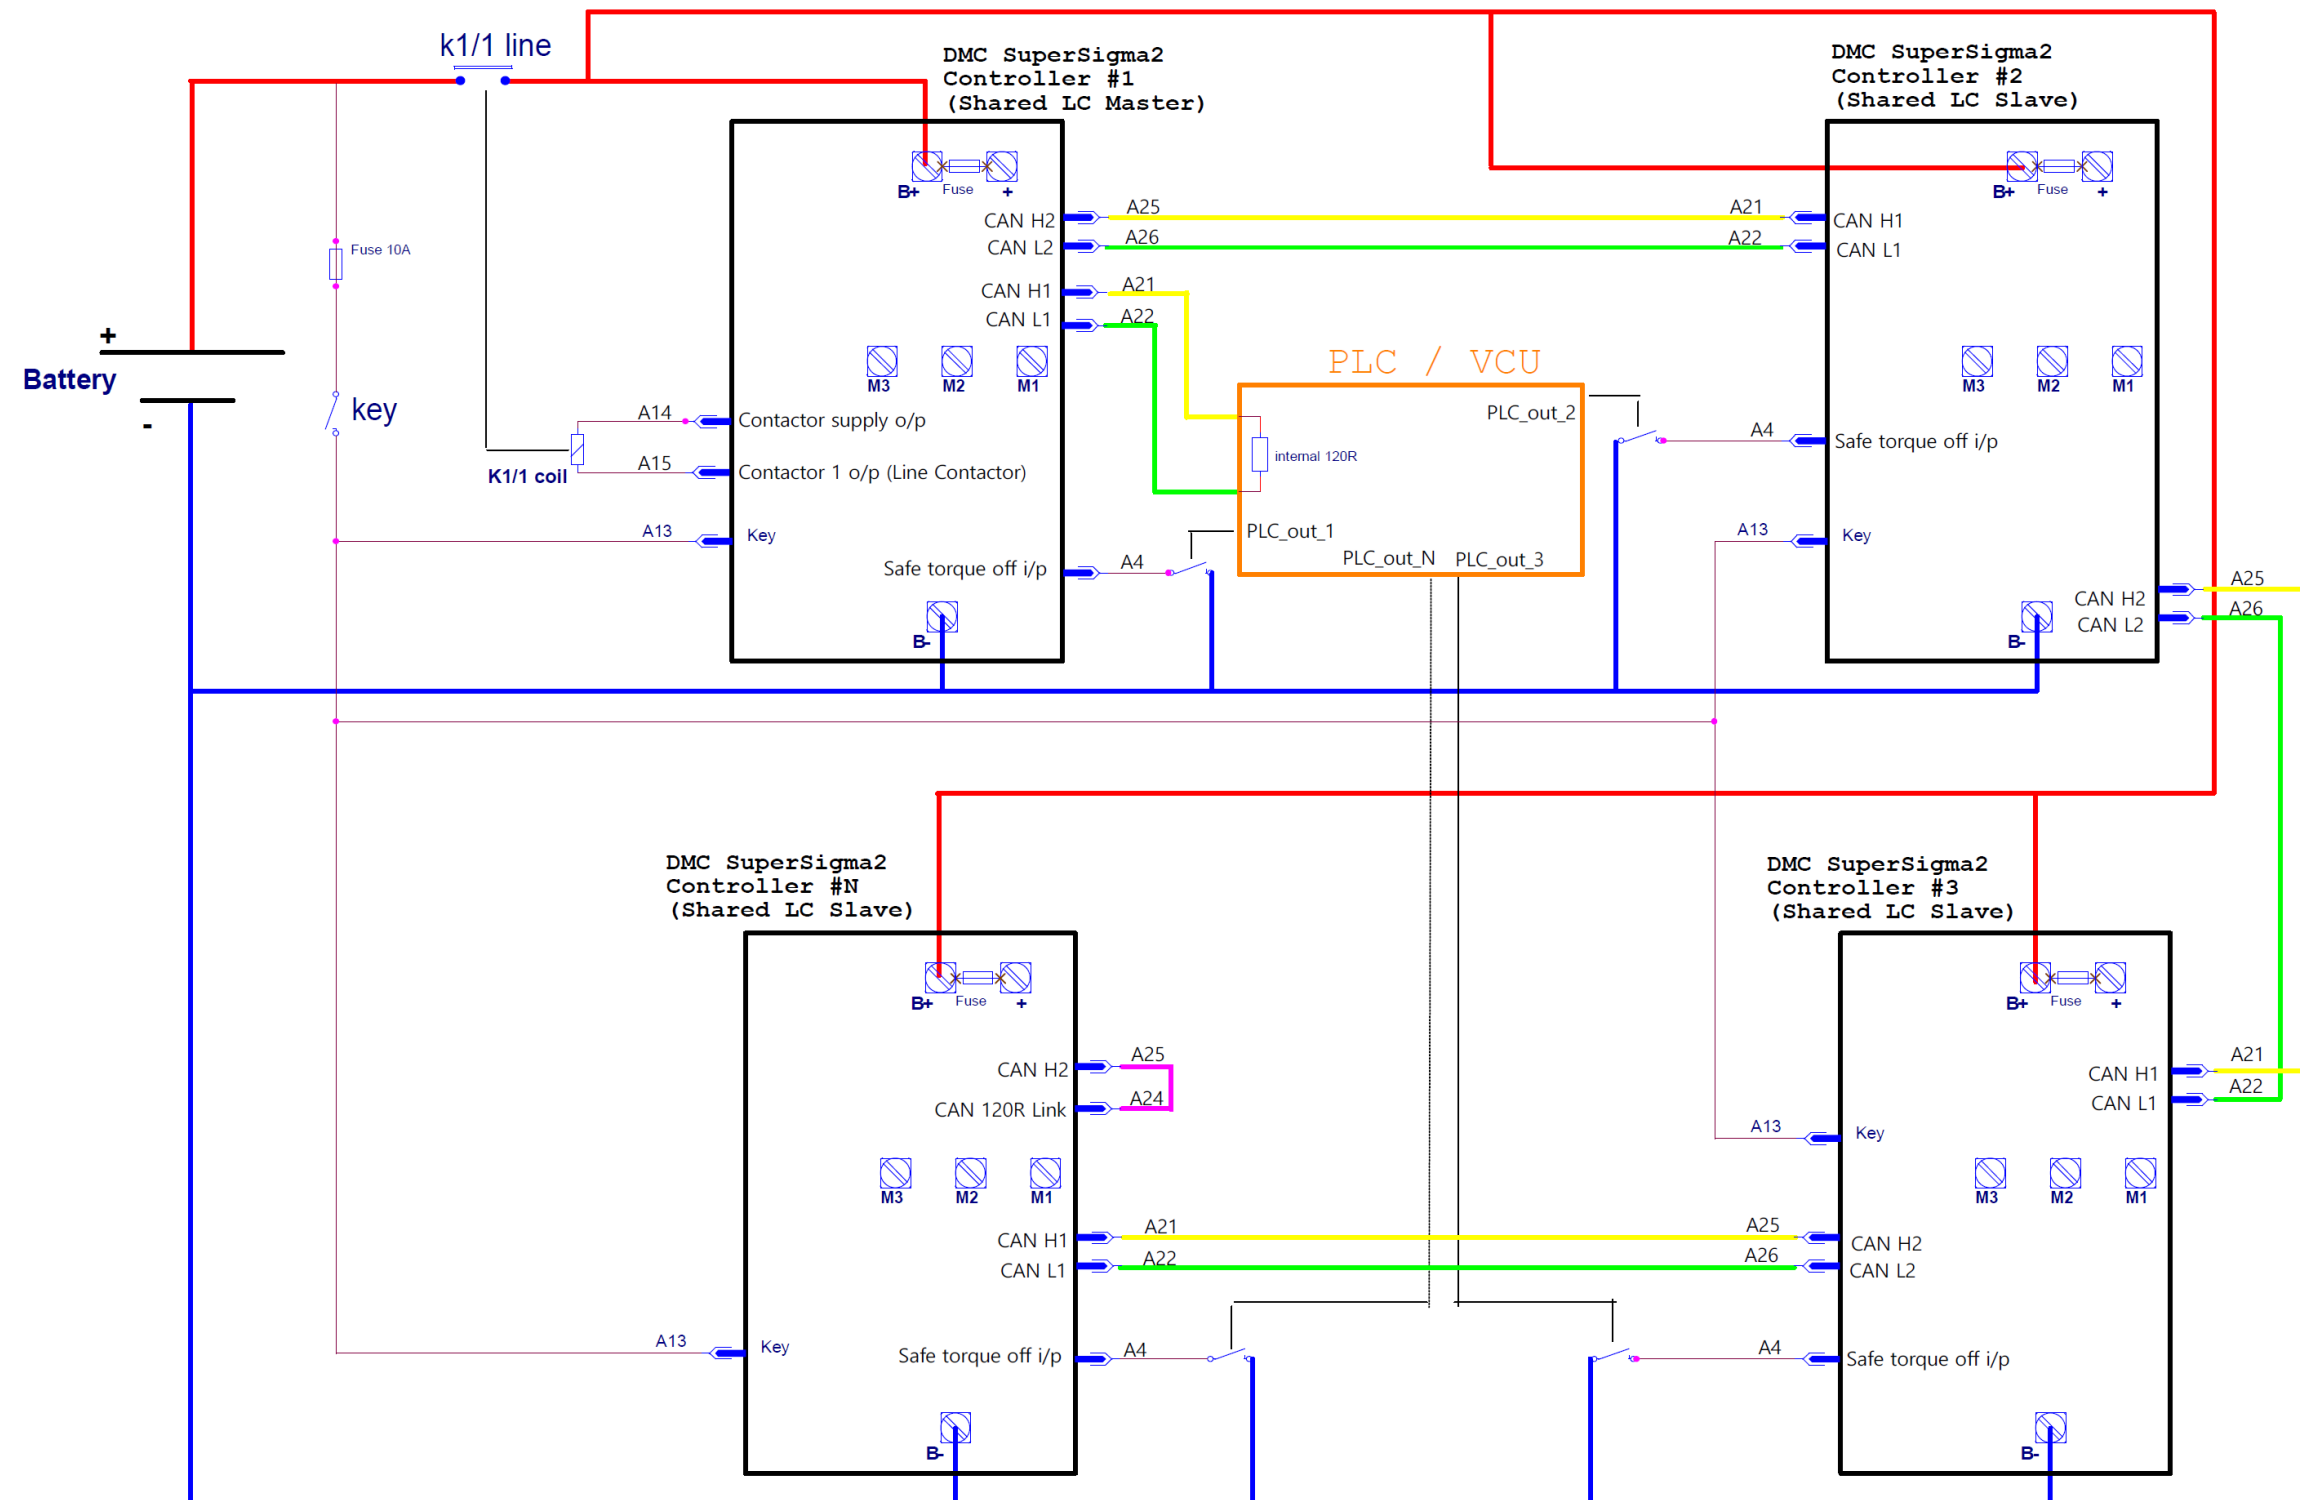 k1/1 line
DMC SuperSigma2
Controller #1
(Shared LC Master)
DMC SuperSigma2
Controller #2
(Shared LC Slave)
B+
Fuse
+
B+
Fuse
+
CAN H2
A25
A21
CAN H1
CAN L2
A26
A22
CAN L1
Fuse 10A
CAN H1
A21
CAN L1
A22
+
Battery
-
key
M3
M2
M1
PLC / VCU
M3
M2
M1
A14
Contactor supply o/p
PLC_out_2
A4
Safe torque off i/p
internal 120R
K1/1 coil
A15
Contactor 1 o/p (Line Contactor)
A13
Key
PLC_out_1
A13
Key
Safe torque off i/p
A4
PLC_out_N
PLC_out_3
CAN H2
A25
CAN L2
A26
B-
B-
DMC SuperSigma2
Controller #N
(Shared LC Slave)
DMC SuperSigma2
Controller #3
(Shared LC Slave)
B+
Fuse
+
B+
Fuse
+
CAN H2
A25
CAN H1
A21
CAN 120R Link
A24
CAN L1
A22
A13
Key
M3
M2
M1
M3
M2
M1
CAN H1
A21
A25
CAN H2
CAN L1
A22
A26
CAN L2
A13
Key
Safe torque off i/p
A4
A4
Safe torque off i/p
B-
B-